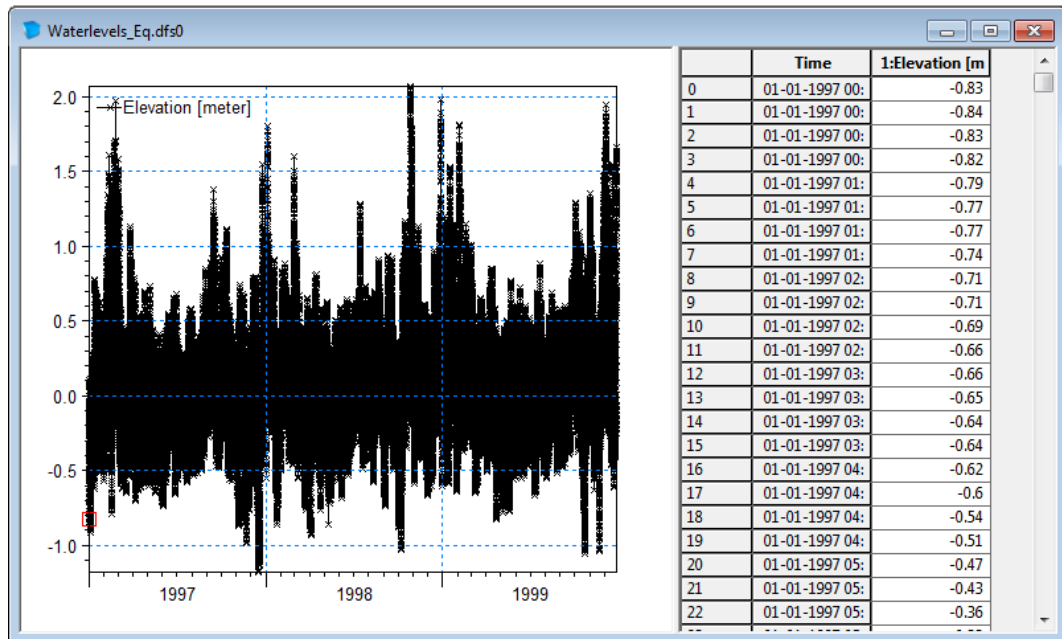 Waterlevels_Eq.dfs0
Elevation [meter]
2.0
1.5
1.0
0.5
0.0
-0.5
-1.0
1997 1998 1999
Time 1:Elevation [m
0 01-01-1997 00: -0.83
1 01-01-1997 00: -0.84
2 01-01-1997 00: -0.83
3 01-01-1997 00: -0.82
4 01-01-1997 01: -0.79
5 01-01-1997 01: -0.77
6 01-01-1997 01: -0.77
7 01-01-1997 01: -0.74
8 01-01-1997 02: -0.71
9 01-01-1997 02: -0.71
10 01-01-1997 02: -0.69
11 01-01-1997 02: -0.66
12 01-01-1997 03: -0.66
13 01-01-1997 03: -0.65
14 01-01-1997 03: -0.64
15 01-01-1997 03: -0.64
16 01-01-1997 04: -0.62
17 01-01-1997 04: -0.6
18 01-01-1997 04: -0.54
19 01-01-1997 04: -0.51
20 01-01-1997 05: -0.47
21 01-01-1997 05: -0.43
22 01-01-1997 05: -0.36